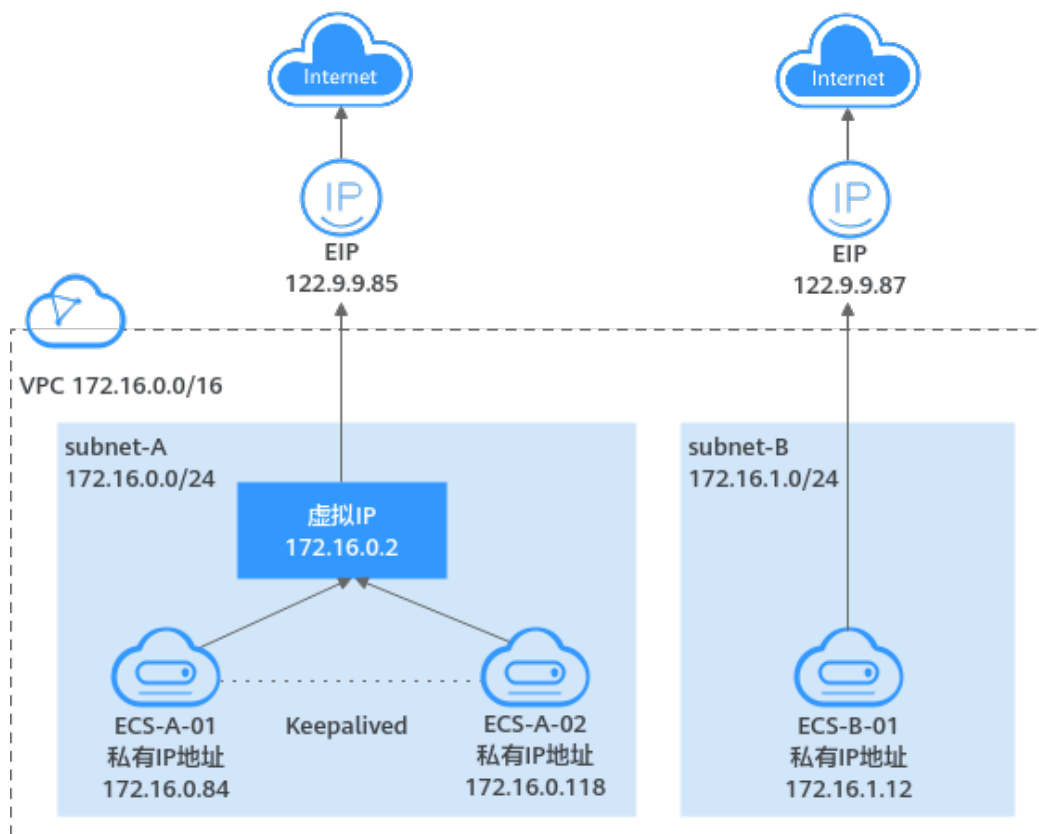 Internet
Internet
IP
IP
EIP
122.9.9.85
EIP
122.9.9.87
VPC 172.16.0.0/16
subnet-A
172.16.0.0/24
虚拟IP
172.16.0.2
ECS-A-01
私有IP地址
172.16.0.84
Keepalived
ECS-A-02
私有IP地址
172.16.0.118
subnet-B
172.16.1.0/24
ECS-B-01
私有IP地址
172.16.1.12